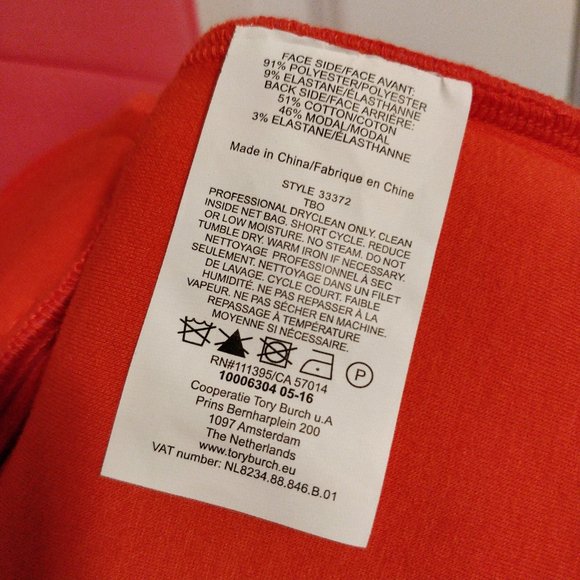 FACE SIDE/FACE AVANT:
91% POLYESTER/POLYESTER
9% ELASTANE/ÉLASTHANNE
BACK SIDE/FACE ARRIÈRE:
51% COTTON/COTON
46% MODAL/MODAL
3% ELASTANE/ÉLASTHANNE
Made in China/Fabrique en Chine
STYLE 33372
TBO
PROFESSIONAL DRYCLEAN ONLY. CLEAN
INSIDE NET BAG. SHORT CYCLE. REDUCE
OR LOW MOISTURE. NO STEAM. DO NOT
TUMBLE DRY. WARM IRON IF NECESSARY.
NETTOYAGE PROFESSIONNEL À SEC
SEULEMENT. NETTOYAGE DANS UN FILET
DE LAVAGE. CYCLE COURT. FAIBLE
HUMIDITÉ. NE PAS REPASSER À LA
VAPEUR. NE PAS SÉCHER EN MACHINE.
REPASSAGE À TEMPÉRATURE
MOYENNE SI NÉCESSAIRE.
P
RN#111395/CA 57014
10006304 05-16
Cooperatie Tory Burch u.A
Prins Bernharplein 200
1097 Amsterdam
The Netherlands
www.toryburch.eu
VAT number: NL8234.88.846.B.01